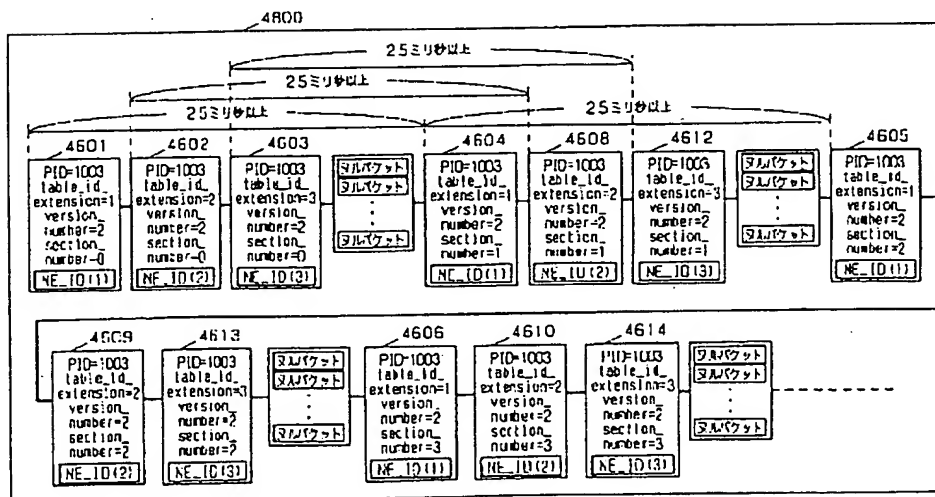 4800
25ミリ秒以上
25ミリ秒以上
25ミリ秒以上
25ミリ秒以上
4601
PID=1003
table_id_
extension=1
version_
number=2
section_
number=0
NE_ID(1)
4602
PID=1003
table_id_
extension=2
version_
number=2
section_
number=0
NE_ID(2)
4603
PID=1003
table_id_
extension=3
version_
number=2
section_
number=0
NE_ID(3)
ヌルパケット
ヌルパケット
ヌルパケット
4604
PID=1003
table_id_
extension=1
version_
number=2
section_
number=1
NE_ID(1)
4608
PID=1003
table_id_
extension=2
version_
number=2
section_
number=1
NE_ID(2)
4612
PID=1003
table_id_
extension=3
version_
number=2
section_
number=1
NE_ID(3)
ヌルパケット
ヌルパケット
ヌルパケット
4605
PID=1003
table_id_
extension=1
version_
number=2
section_
number=2
NE_ID(1)
4609
PID=1003
table_id_
extension=2
version_
number=2
section_
number=2
NE_ID(2)
4613
PID=1003
table_id_
extension=3
version_
number=2
section_
number=2
NE_ID(3)
ヌルパケット
ヌルパケット
ヌルパケット
4606
PID=1003
table_id_
extension=1
version_
number=2
section_
number=3
NE_ID(1)
4610
PID=1003
table_id_
extension=2
version_
number=2
section_
number=3
NE_ID(2)
4614
PID=1003
table_id_
extension=3
version_
number=2
section_
number=3
NE_ID(3)
ヌルパケット
ヌルパケット
ヌルパケット